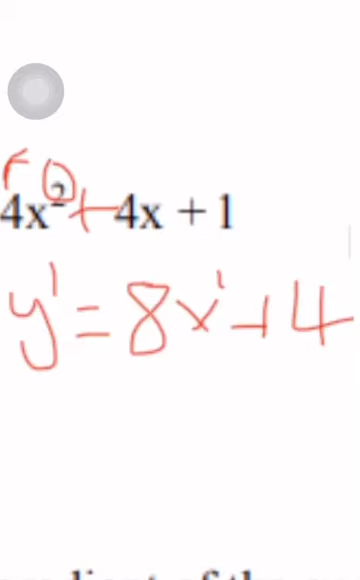 4x² + 4x + 1
y' = 8x¹ + 4